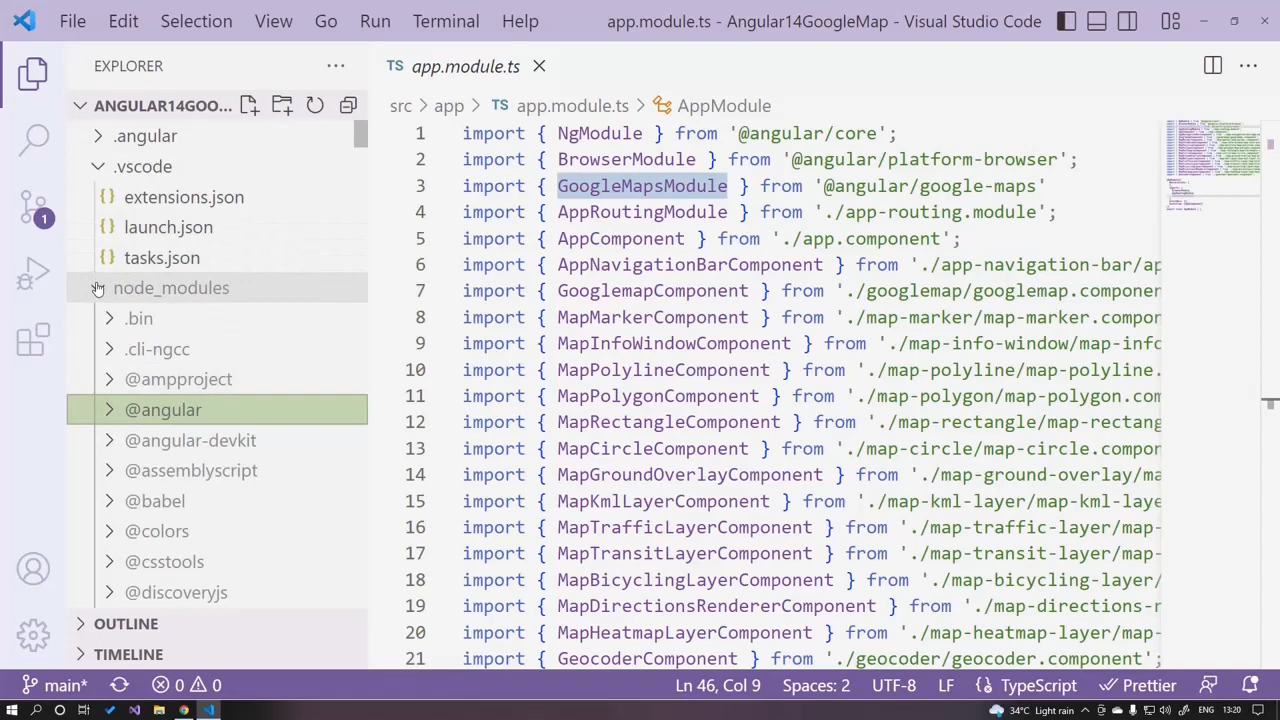 File Edit Selection View Go Run Terminal Help app.module.ts - Angular14GoogleMap - Visual Studio Code
EXPLORER ···
ANGULAR14GOO...
.angular
.vscode
{} extensions.json
{} launch.json
{} tasks.json
node_modules
.bin
.cli-ngcc
@ampproject
@angular
@angular-devkit
@assemblyscript
@babel
@colors
@csstools
@discoveryjs
OUTLINE
TIMELINE
1
TS app.module.ts
src > app > TS app.module.ts > AppModule
1 import { NgModule } from '@angular/core';
2 import { BrowserModule } from '@angular/platform-browser';
3 import { GoogleMapsModule } from '@angular/google-maps'
4 import { AppRoutingModule } from './app-routing.module';
5 import { AppComponent } from './app.component';
6 import { AppNavigationBarComponent } from './app-navigation-bar/ap
7 import { GooglemapComponent } from './googlemap/googlemap.componen
8 import { MapMarkerComponent } from './map-marker/map-marker.compon
9 import { MapInfoWindowComponent } from './map-info-window/map-info
10 import { MapPolylineComponent } from './map-polyline/map-polyline.
11 import { MapPolygonComponent } from './map-polygon/map-polygon.com
12 import { MapRectangleComponent } from './map-rectangle/map-rectang
13 import { MapCircleComponent } from './map-circle/map-circle.compon
14 import { MapGroundOverlayComponent } from './map-ground-overlay/ma
15 import { MapKmlLayerComponent } from './map-kml-layer/map-kml-laye
16 import { MapTrafficLayerComponent } from './map-traffic-layer/map-
17 import { MapTransitLayerComponent } from './map-transit-layer/map-
18 import { MapBicyclingLayerComponent } from './map-bicycling-layer/
19 import { MapDirectionsRendererComponent } from './map-directions-r
20 import { MapHeatmapLayerComponent } from './map-heatmap-layer/map-
21 import { GeocoderComponent } from './geocoder/geocoder.component';
main* 0 0 Ln 46, Col 9 Spaces: 2 UTF-8 LF {} TypeScript Prettier
34°C Light rain ENG 13:20